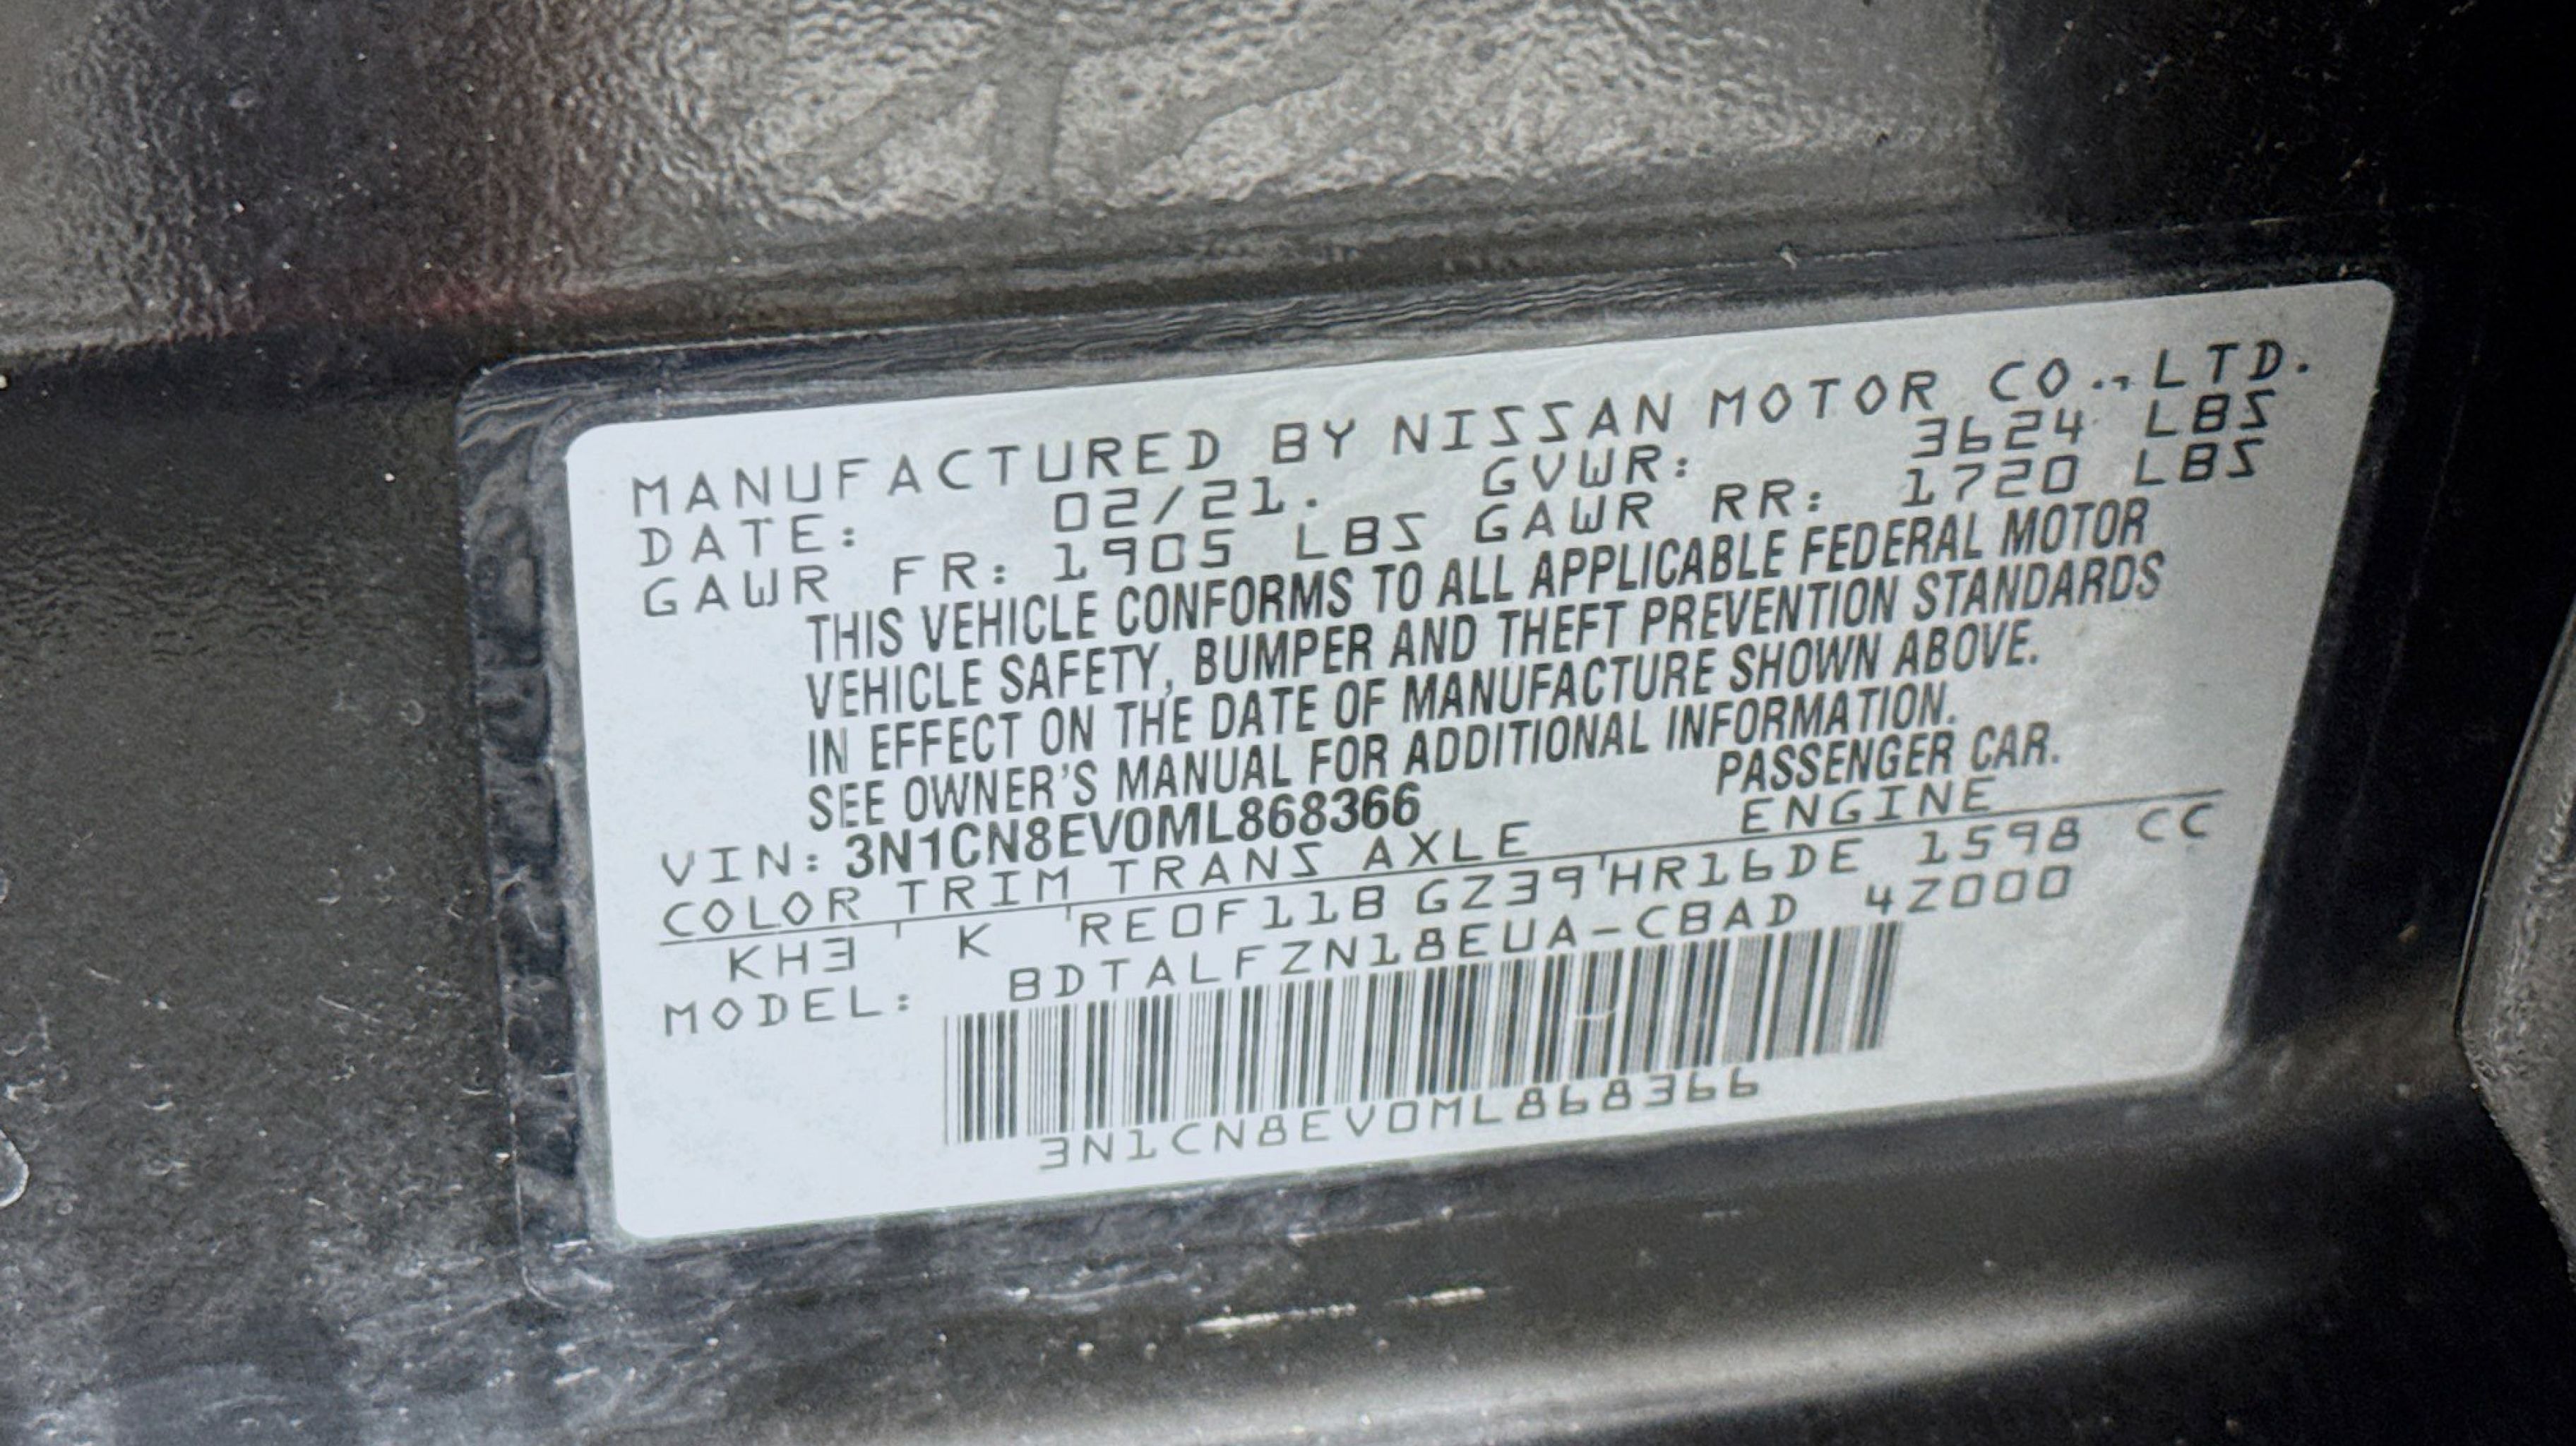 MANUFACTURED BY NISSAN MOTOR CO.,LTD.
DATE: 02/21. GVWR: 3624 LBS
GAWR FR: 1905 LBS GAWR RR: 1720 LBS
THIS VEHICLE CONFORMS TO ALL APPLICABLE FEDERAL MOTOR
VEHICLE SAFETY, BUMPER AND THEFT PREVENTION STANDARDS
IN EFFECT ON THE DATE OF MANUFACTURE SHOWN ABOVE.
SEE OWNER'S MANUAL FOR ADDITIONAL INFORMATION.
VIN: 3N1CN8EV0ML868366 PASSENGER CAR.
COLOR TRIM TRANS AXLE ENGINE
KH3 K RE0F11B GZ39 HR16DE 1598 CC
MODEL: BDTALFZN18EUA-CBAD 4Z000
3N1CN8EV0ML868366